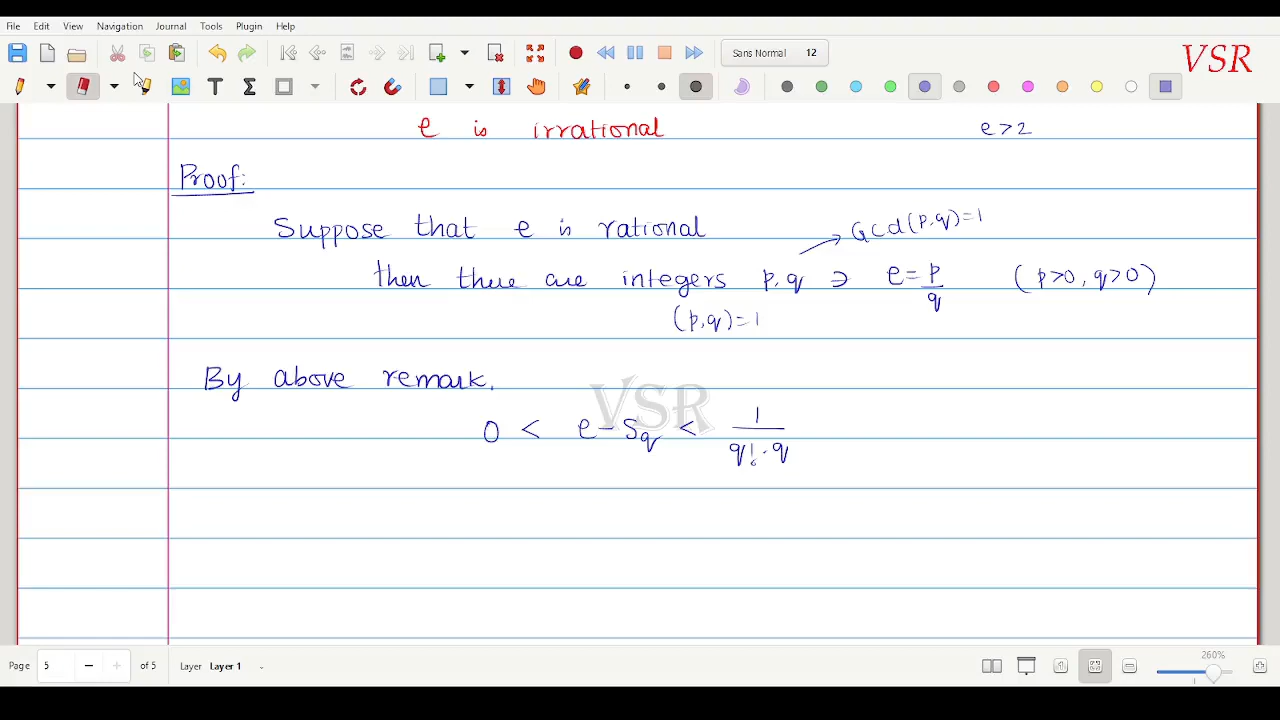 File Edit View Navigation Journal Tools Plugin Help
Sans Normal 12
VSR
e is irrational e > 2
Proof:
Suppose that e is rational
Gcd(p,q)=1
then there are integers p, q ∋ e = p/q (p>0, q>0)
(p,q)=1
By above remark.
VSR
0 < e - Sq < 1/(q!·q)
Page 5 of 5 Layer Layer 1 260%